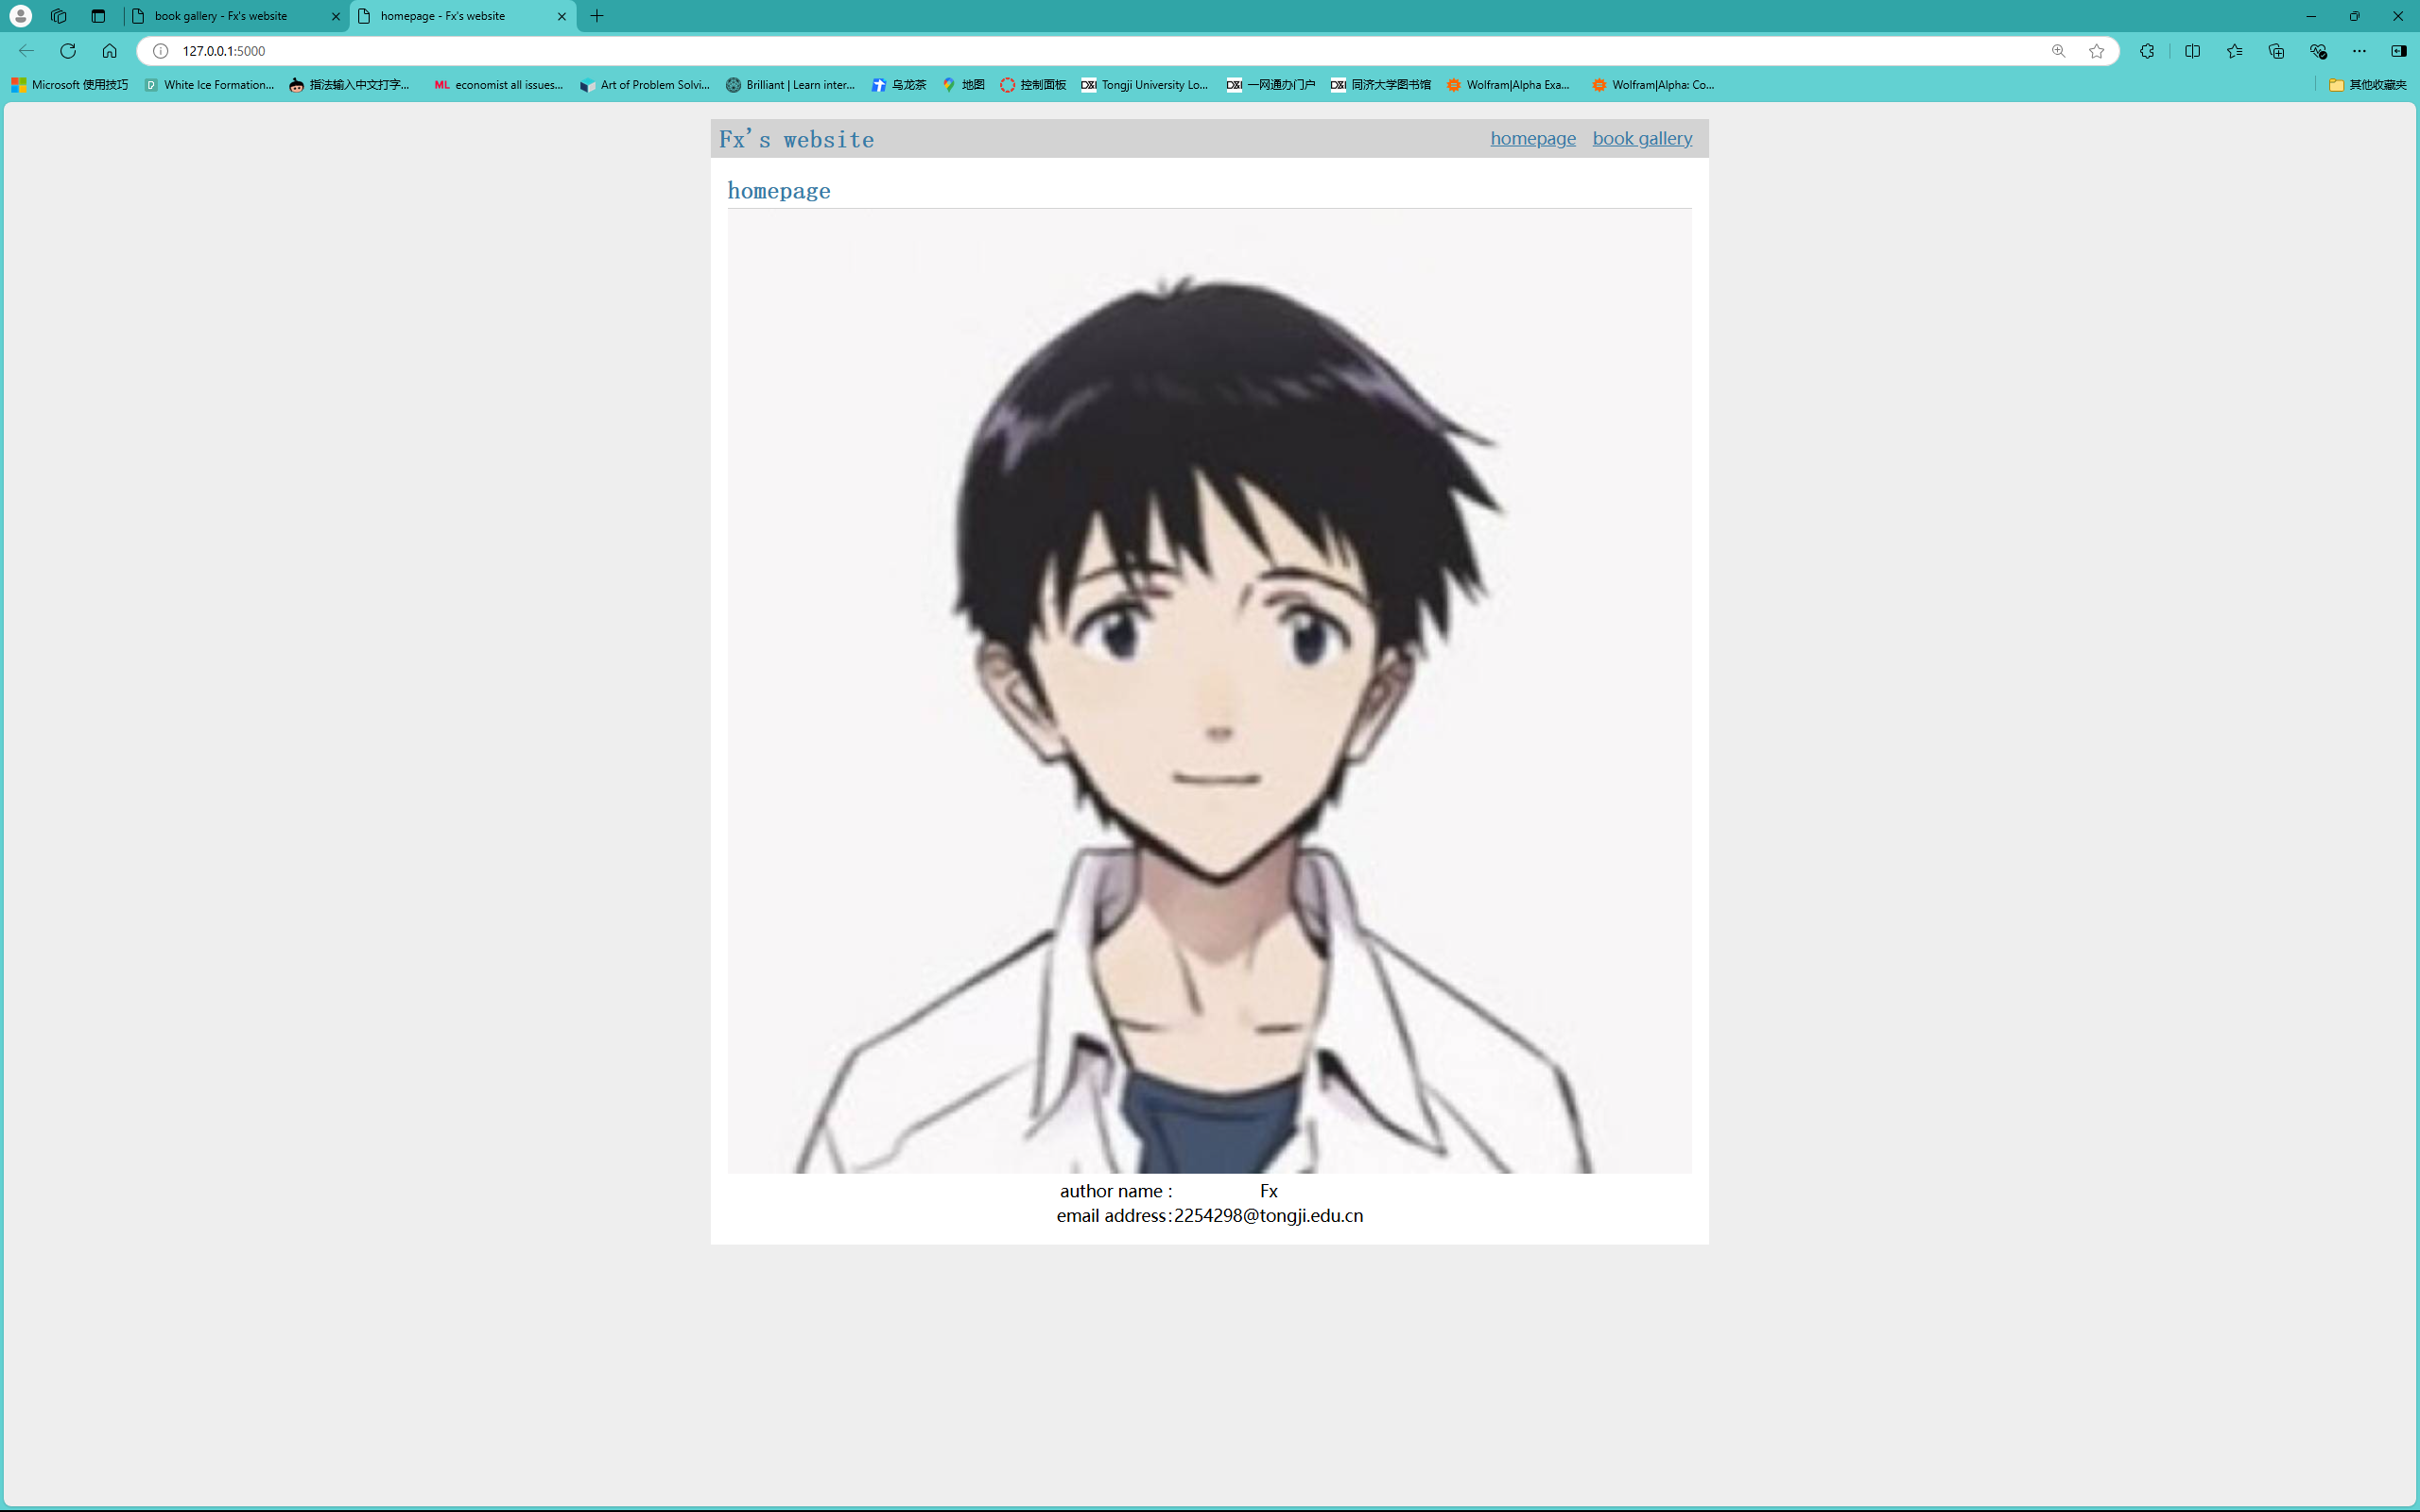 book gallery - Fx's website
homepage - Fx's website
127.0.0.1:5000
Microsoft 使用技巧
White Ice Formation...
指法输入中文打字...
ML economist all issues...
Art of Problem Solvi...
Brilliant | Learn inter...
乌龙茶
地图
控制面板
Tongji University Lo...
一网通办门户
同济大学图书馆
Wolfram|Alpha Exa...
Wolfram|Alpha: Co...
其他收藏夹
Fx's website
homepage book gallery
homepage
author name : Fx
email address:2254298@tongji.edu.cn